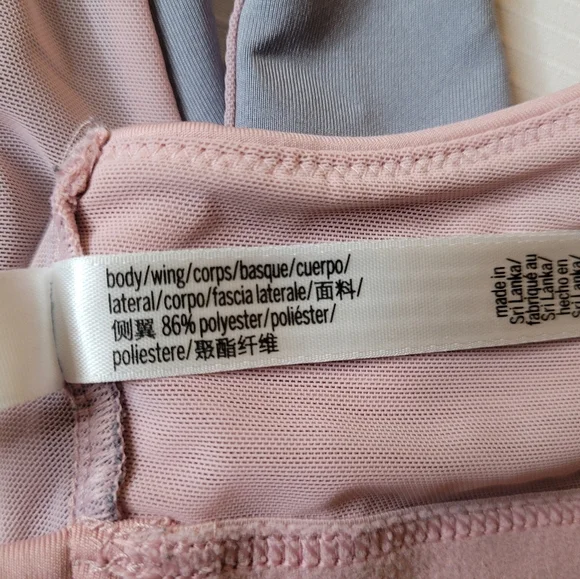 body/wing/corps/basque/cuerpo/
lateral/corpo/fascia laterale/面料/
侧翼 86% polyester/poliéster/
poliestere/聚酯纤维
made in
Sri Lanka/
fabriqué au
Sri Lanka/
hecho en